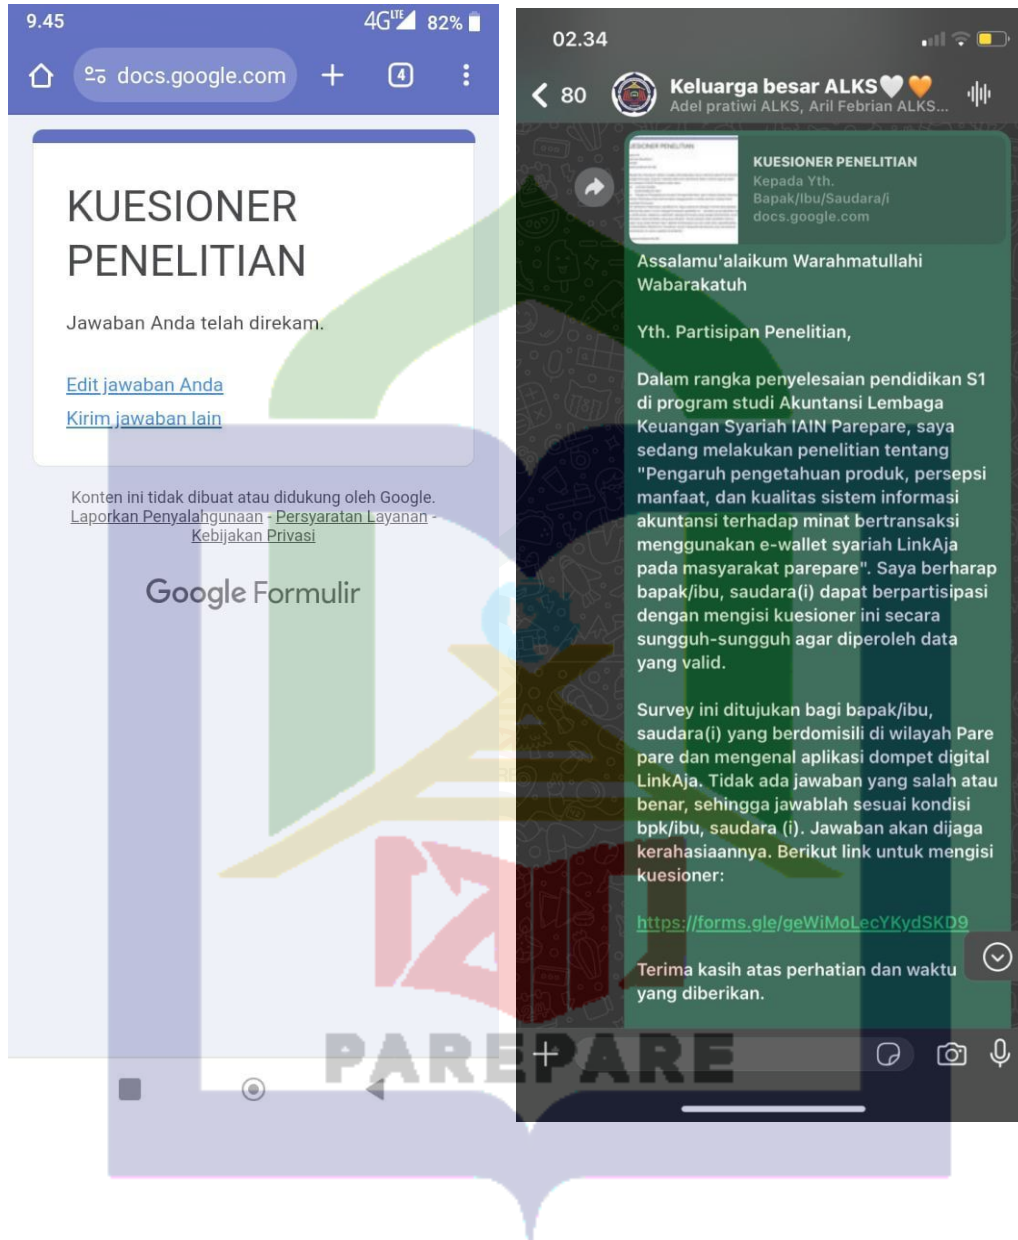 9.45
4G LTE 82%
docs.google.com
4
KUESIONER
PENELITIAN
Jawaban Anda telah direkam.
Edit jawaban Anda
Kirim jawaban lain
Konten ini tidak dibuat atau didukung oleh Google.
Laporkan Penyalahgunaan - Persyaratan Layanan -
Kebijakan Privasi
Google Formulir
02.34
80
Keluarga besar ALKS🤍🧡
Adel pratiwi ALKS, Aril Febrian ALKS...
KUESIONER PENELITIAN
Kepada Yth.
Bapak/Ibu/Saudara/i
docs.google.com
Assalamu'alaikum Warahmatullahi
Wabarakatuh
Yth. Partisipan Penelitian,
Dalam rangka penyelesaian pendidikan S1
di program studi Akuntansi Lembaga
Keuangan Syariah IAIN Parepare, saya
sedang melakukan penelitian tentang
"Pengaruh pengetahuan produk, persepsi
manfaat, dan kualitas sistem informasi
akuntansi terhadap minat bertransaksi
menggunakan e-wallet syariah LinkAja
pada masyarakat parepare". Saya berharap
bapak/ibu, saudara(i) dapat berpartisipasi
dengan mengisi kuesioner ini secara
sungguh-sungguh agar diperoleh data
yang valid.
Survey ini ditujukan bagi bapak/ibu,
saudara(i) yang berdomisili di wilayah Pare
pare dan mengenal aplikasi dompet digital
LinkAja. Tidak ada jawaban yang salah atau
benar, sehingga jawablah sesuai kondisi
bpk/ibu, saudara (i). Jawaban akan dijaga
kerahasiaannya. Berikut link untuk mengisi
kuesioner:
https://forms.gle/geWiMoLecYKydSKD9
Terima kasih atas perhatian dan waktu
yang diberikan.
PAREPARE